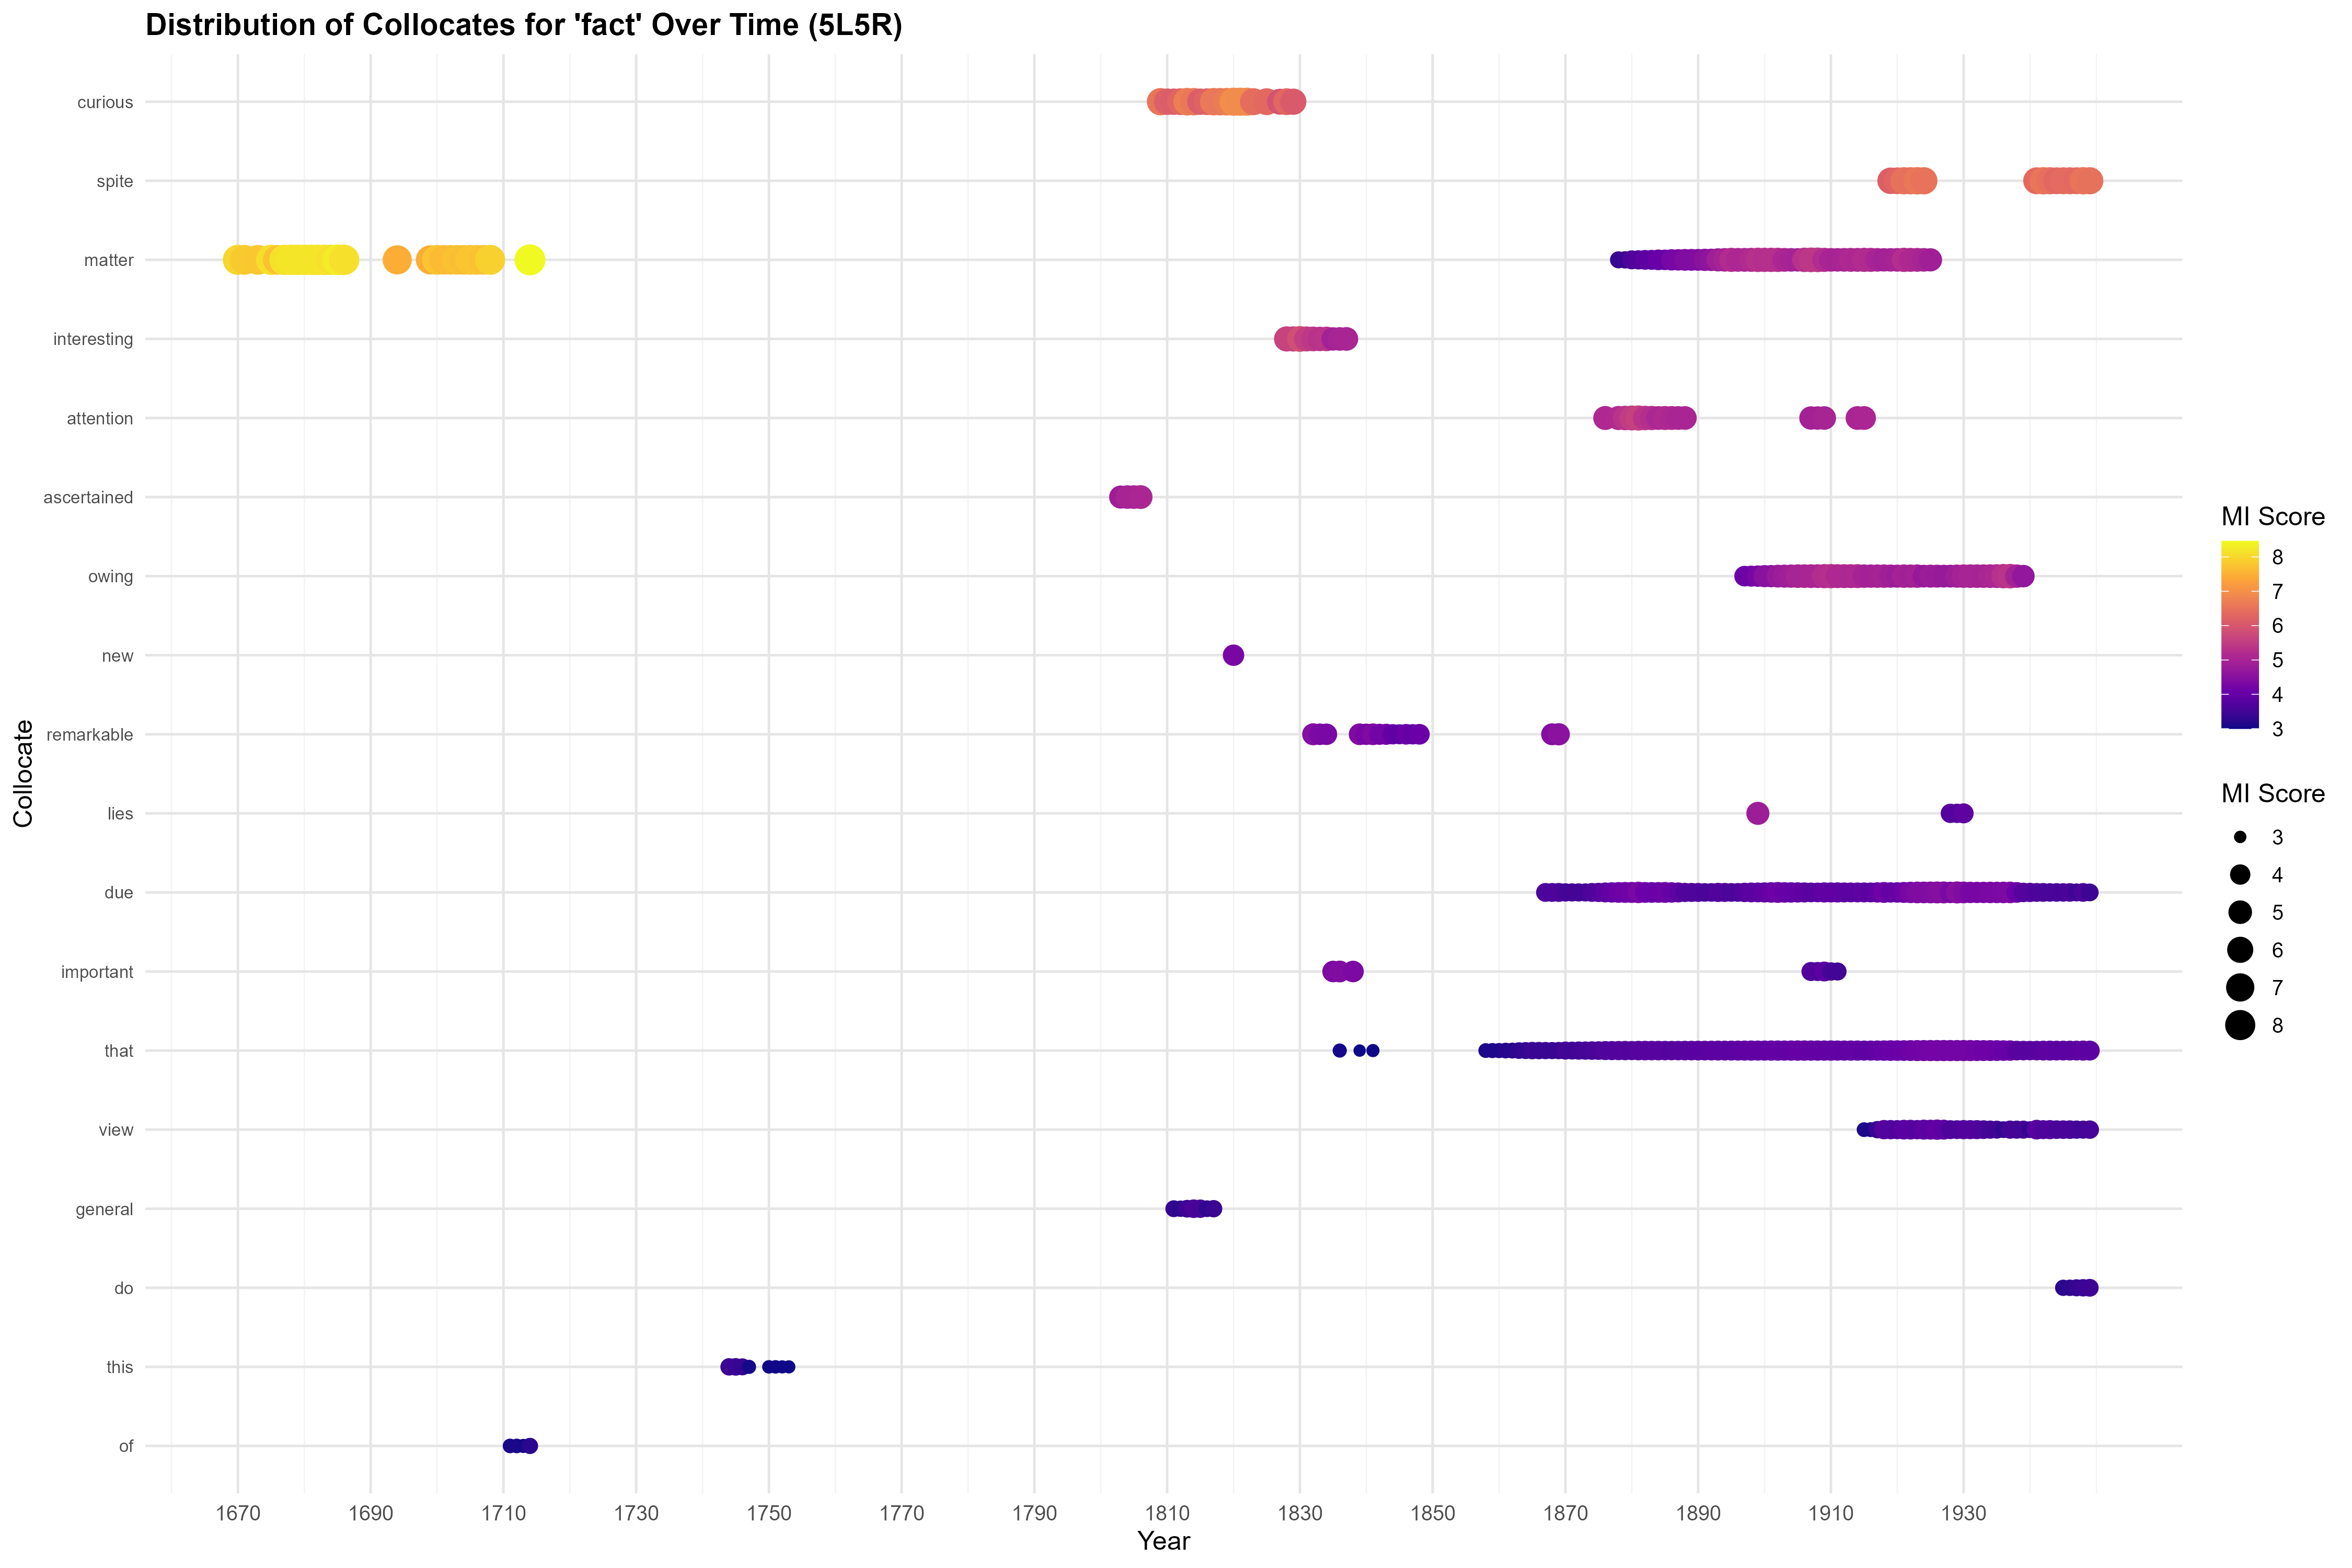 Distribution of Collocates for 'fact' Over Time (5L5R)
curious
spite
matter
interesting
attention
ascertained
owing
new
remarkable
lies
due
important
that
view
general
do
this
of
Collocate
1670 1690 1710 1730 1750 1770 1790 1810 1830 1850 1870 1890 1910 1930
Year
MI Score
8
7
6
5
4
3
MI Score
3
4
5
6
7
8